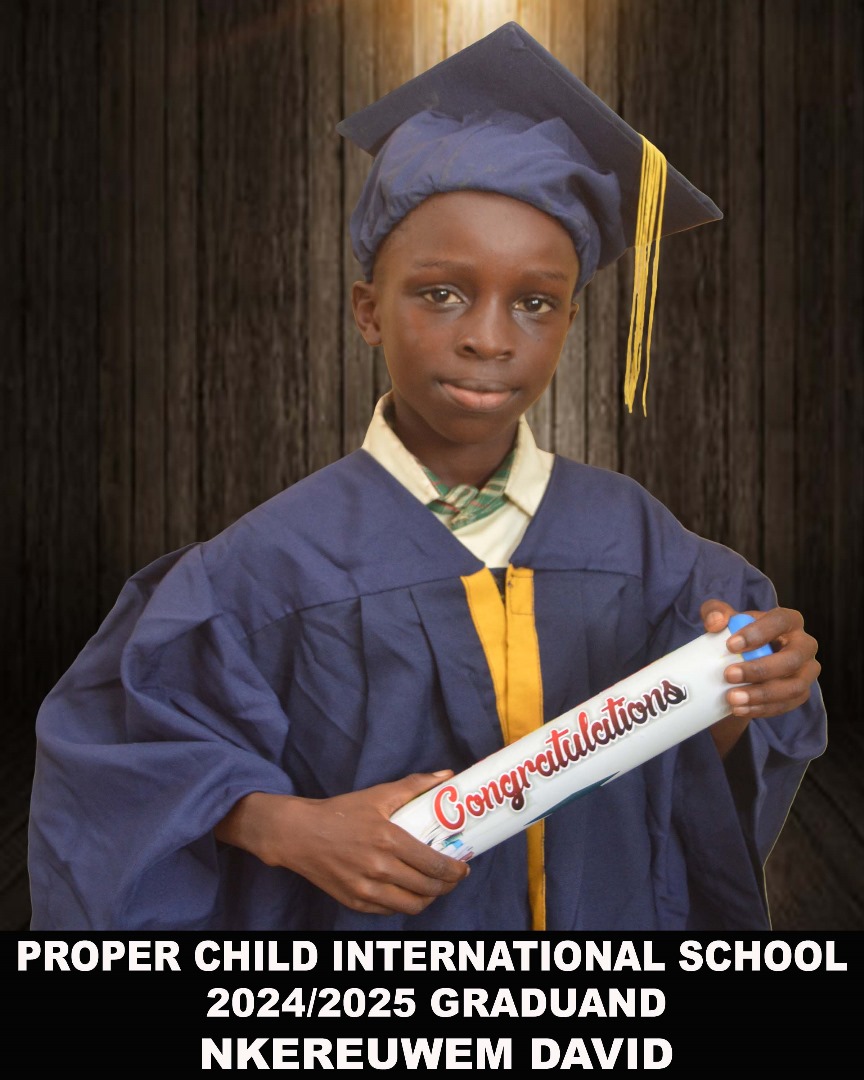 Congratulations
PROPER CHILD INTERNATIONAL SCHOOL
2024/2025 GRADUAND
NKEREUWEM DAVID